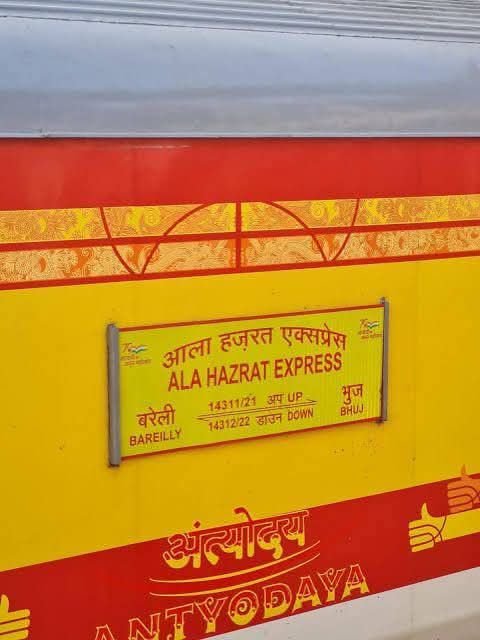 आला हज़रत एक्सप्रेस
ALA HAZRAT EXPRESS
बरेली
BAREILLY
14311/21 अप UP
14312/22 डाउन DOWN
भुज
BHUJ
अंत्योदय
ANTYODAYA